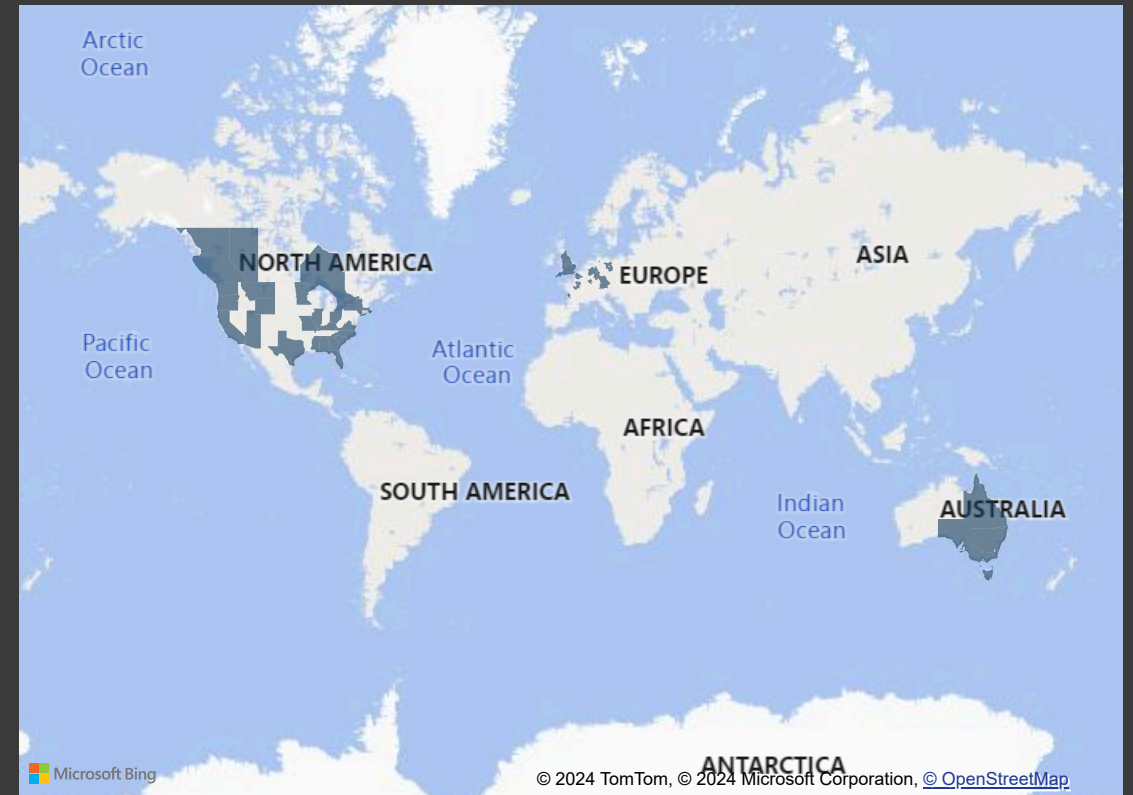 Arctic
Ocean
NORTH AMERICA
EUROPE
ASIA
Pacific
Ocean
Atlantic
Ocean
AFRICA
SOUTH AMERICA
Indian
Ocean
AUSTRALIA
ANTARCTICA
Microsoft Bing
© 2024 TomTom, © 2024 Microsoft Corporation, © OpenStreetMap